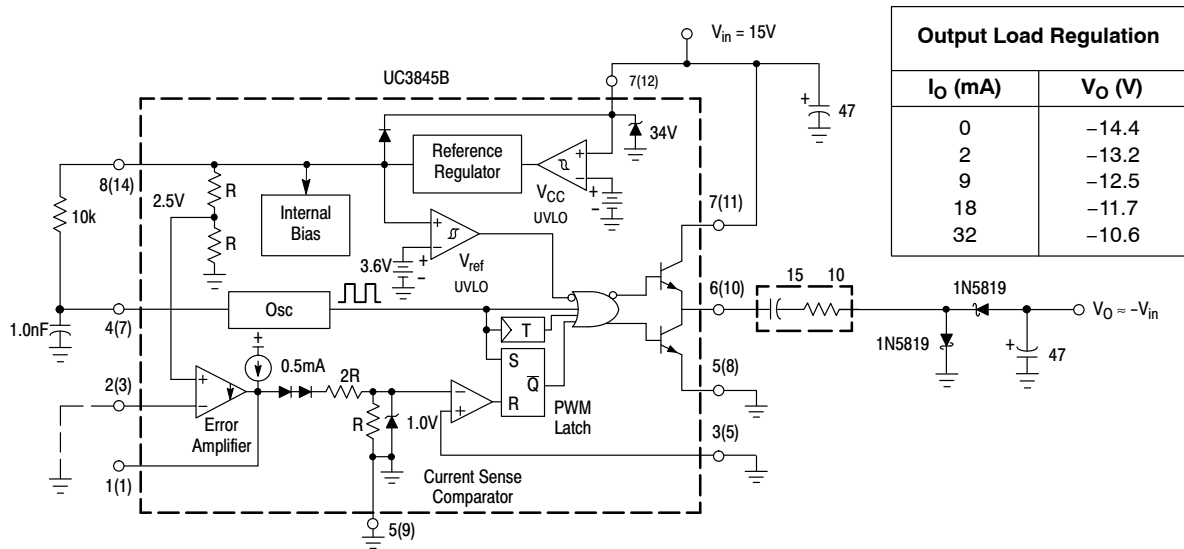 V_in = 15V
UC3845B
7(12)
+
47
34V
Reference
Regulator
+
−
V_CC
UVLO
+
−
8(14)
10k
2.5V
R
R
Internal
Bias
+
−
3.6V
+
−
V_ref
UVLO
7(11)
6(10)
15
10
1N5819
V_O ≈ −V_in
1N5819
+
47
4(7)
1.0nF
Osc
T
S
Q̅
R
PWM
Latch
5(8)
+
0.5mA
2(3)
+
−
Error
Amplifier
2R
R
1.0V
−
+
Current Sense
Comparator
3(5)
1(1)
5(9)
Output Load Regulation
I_O (mA) V_O (V)
0 −14.4
2 −13.2
9 −12.5
18 −11.7
32 −10.6